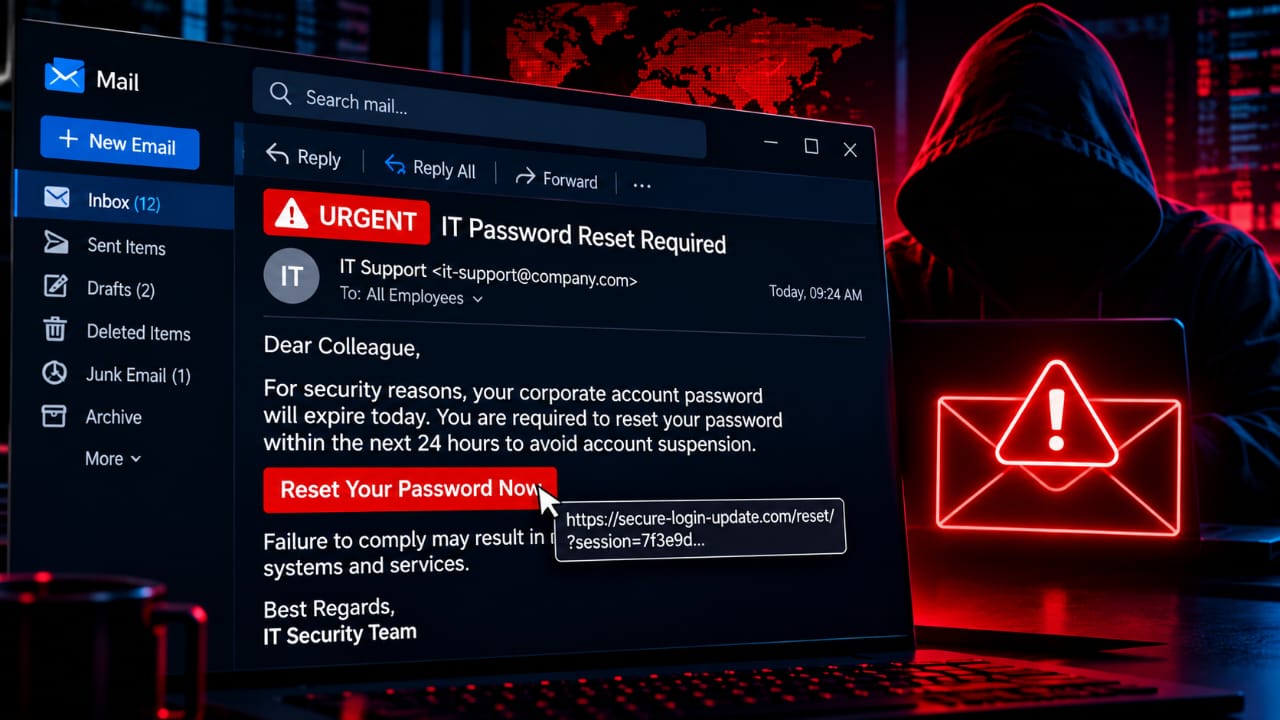 Mail
Search mail...
New Email
Reply
Reply All
Forward
Inbox (12)
Sent Items
Drafts (2)
Deleted Items
Junk Email (1)
Archive
More
URGENT
IT Password Reset Required
IT
IT Support <it-support@company.com>
To: All Employees
Today, 09:24 AM
Dear Colleague,
For security reasons, your corporate account password
will expire today. You are required to reset your password
within the next 24 hours to avoid account suspension.
Reset Your Password Now
https://secure-login-update.com/reset/
?session=7f3e9d...
Failure to comply may result in
systems and services.
Best Regards,
IT Security Team